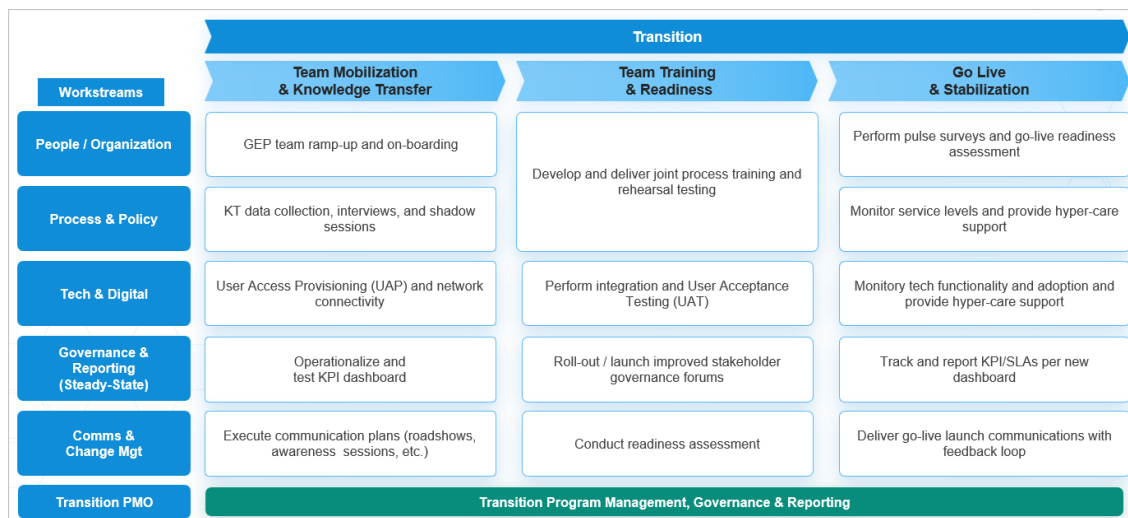 Transition
Team Mobilization
& Knowledge Transfer
Team Training
& Readiness
Go Live
& Stabilization
Workstreams
People / Organization
GEP team ramp-up and on-boarding
Develop and deliver joint process training and
rehearsal testing
Perform pulse surveys and go-live readiness
assessment
Process & Policy
KT data collection, interviews, and shadow
sessions
Monitor service levels and provide hyper-care
support
Tech & Digital
User Access Provisioning (UAP) and network
connectivity
Perform integration and User Acceptance
Testing (UAT)
Monitory tech functionality and adoption and
provide hyper-care support
Governance &
Reporting
(Steady-State)
Operationalize and
test KPI dashboard
Roll-out / launch improved stakeholder
governance forums
Track and report KPI/SLAs per new
dashboard
Comms &
Change Mgt
Execute communication plans (roadshows,
awareness sessions, etc.)
Conduct readiness assessment
Deliver go-live launch communications with
feedback loop
Transition PMO
Transition Program Management, Governance & Reporting